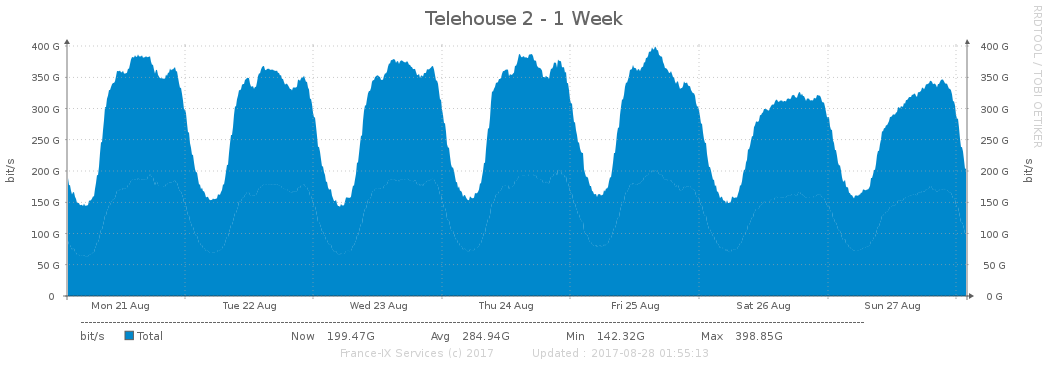 Telehouse 2 - 1 Week
RRDTOOL / TOBI OETIKER
400 G 400 G
350 G 350 G
300 G 300 G
250 G 250 G
200 G 200 G
150 G 150 G
100 G 100 G
50 G 50 G
0 0 G
bit/s bit/s
Mon 21 Aug Tue 22 Aug Wed 23 Aug Thu 24 Aug Fri 25 Aug Sat 26 Aug Sun 27 Aug
bit/s Total Now 199.47G Avg 284.94G Min 142.32G Max 398.85G
France-IX Services (c) 2017 Updated : 2017-08-28 01:55:13